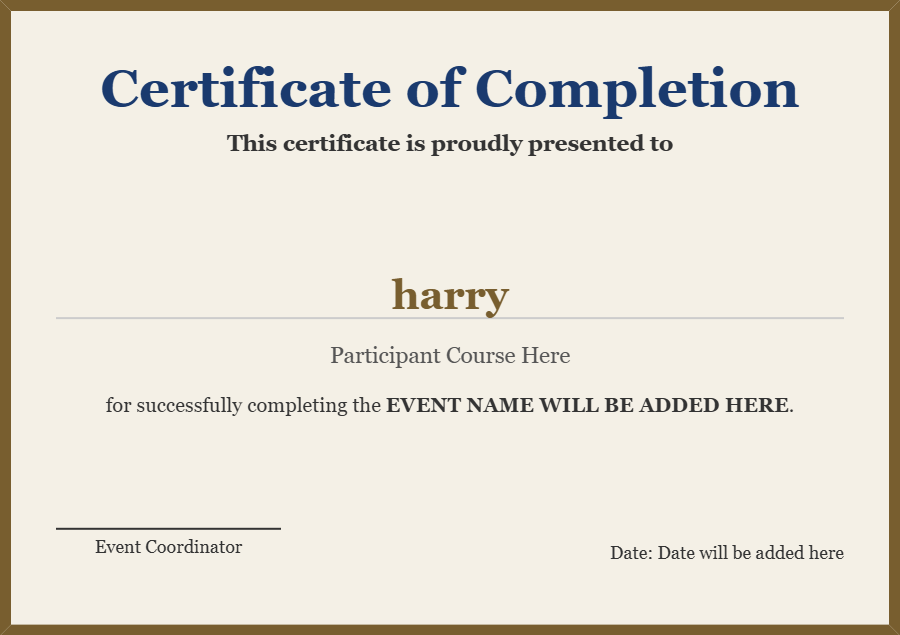 Certificate of Completion
This certificate is proudly presented to
harry
Participant Course Here
for successfully completing the EVENT NAME WILL BE ADDED HERE.
Event Coordinator
Date: Date will be added here